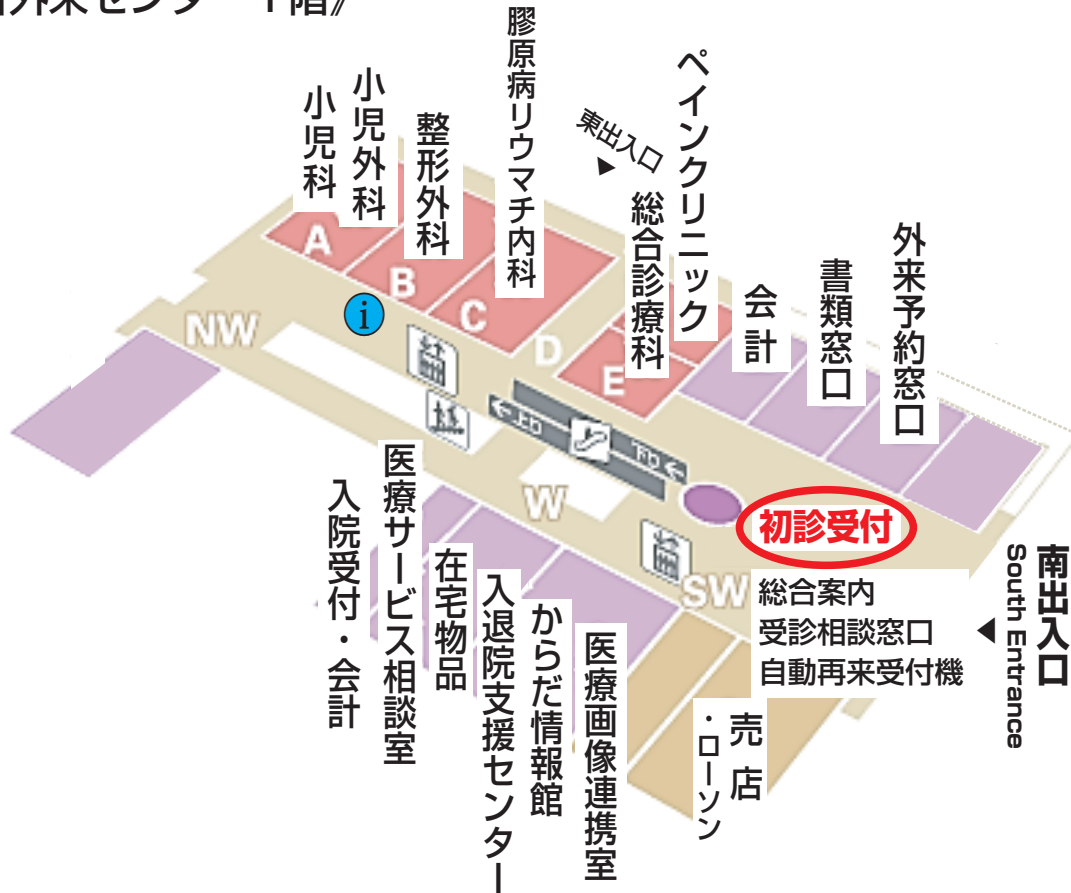 外来センター 1階》
小児科
小児外科
整形外科
膠原病リウマチ内科
東出入口
▶
総合診療科
ペインクリニック
会計
書類窓口
外来予約窓口
A
B
C
D
E
i
NW
W
SW
初診受付
総合案内
受診相談窓口
自動再来受付機
南出入口
South Entrance
◀
入院受付・会計
医療サービス相談室
在宅物品
入退院支援センター
からだ情報館
医療画像連携室
売店
・ローソン